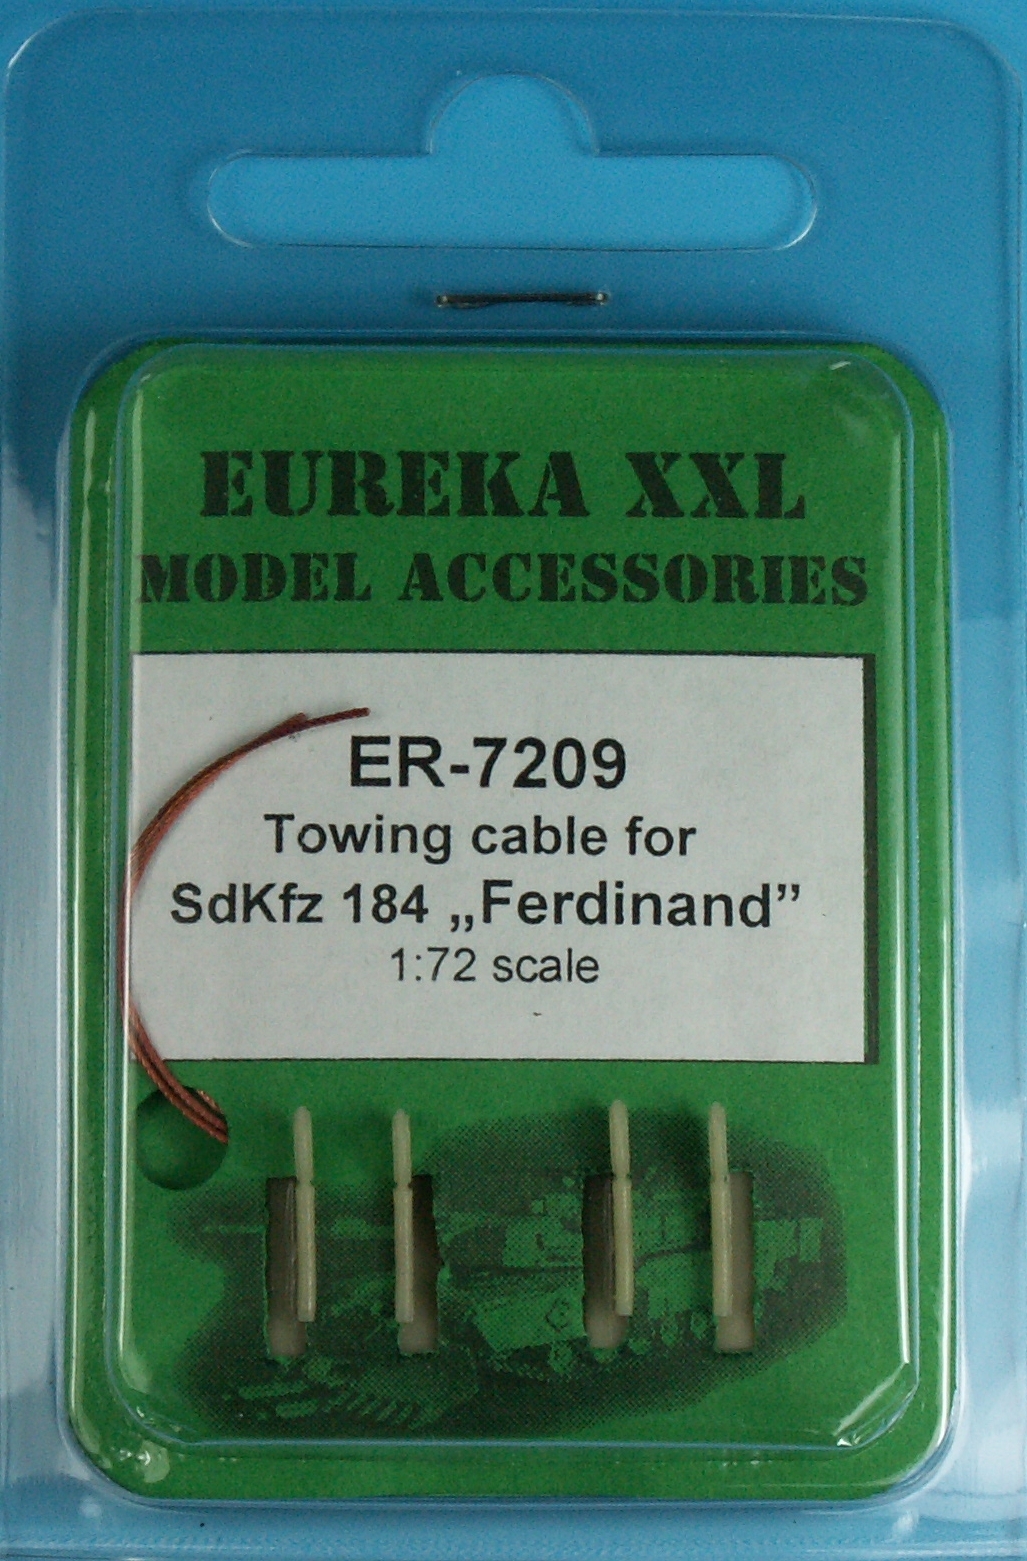 EUREKA XXL
MODEL ACCESSORIES
ER-7209
Towing cable for
SdKfz 184 „Ferdinand”
1:72 scale